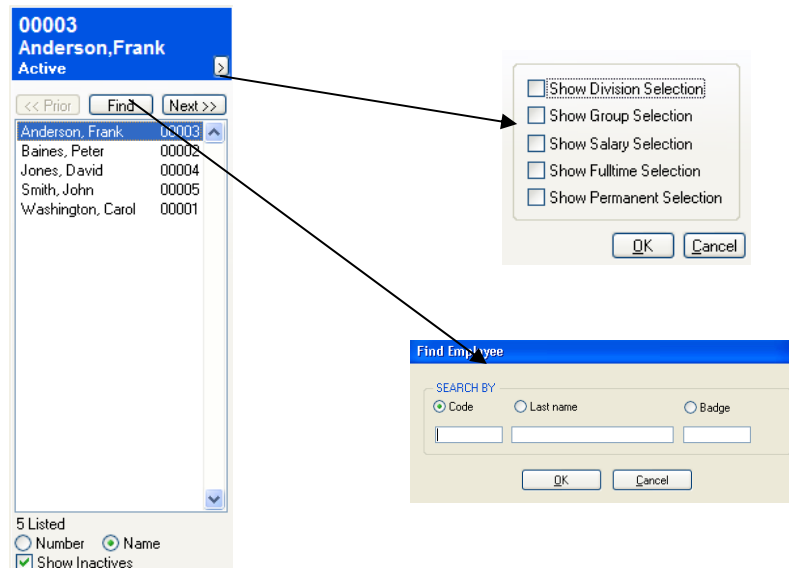 00003
Anderson,Frank
Active
>
<< Prior Find Next >>
Anderson, Frank 00003
Baines, Peter 00002
Jones, David 00004
Smith, John 00005
Washington, Carol 00001
5 Listed
Number Name
Show Inactives
Show Division Selection
Show Group Selection
Show Salary Selection
Show Fulltime Selection
Show Permanent Selection
OK Cancel
Find Employee
SEARCH BY
Code Last name Badge
OK Cancel